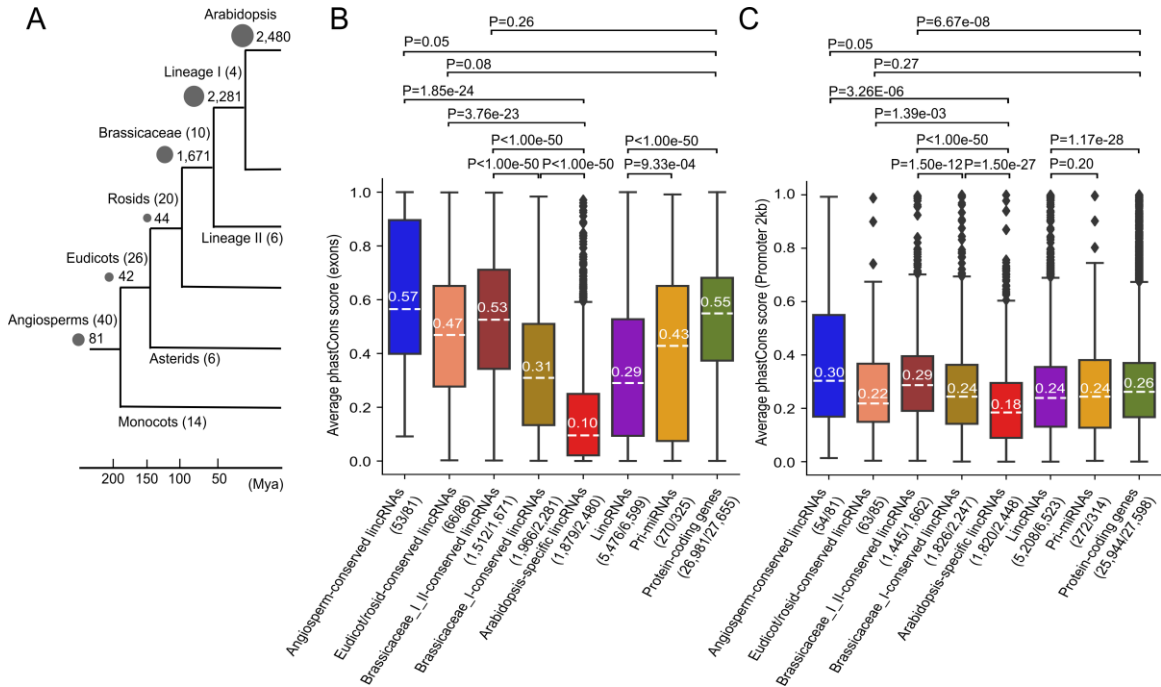 A
Arabidopsis
2,480
Lineage I (4)
2,281
Brassicaceae (10)
1,671
Rosids (20)
44
Lineage II (6)
Eudicots (26)
42
Angiosperms (40)
81
Asterids (6)
Monocots (14)
200 150 100 50 (Mya)
B
P=0.26
P=0.05
P=0.08
P=1.85e-24
P=3.76e-23
P<1.00e-50 P<1.00e-50
P<1.00e-50 P<1.00e-50 P=9.33e-04
Average phastCons score (exons)
1.0
0.8
0.6
0.4
0.2
0.0
0.57
0.47
0.53
0.31
0.10
0.29
0.43
0.55
Angiosperm-conserved lincRNAs
(53/81)
Eudicot/rosid-conserved lincRNAs
(66/86)
Brassicaceae_I_II-conserved lincRNAs
(1,512/1,671)
Brassicaceae_I-conserved lincRNAs
(1,966/2,281)
Arabidopsis-specific lincRNAs
(1,879/2,480)
LincRNAs
(5,476/6,599)
Pri-miRNAs
(270/325)
Protein-coding genes
(26,981/27,655)
C
P=6.67e-08
P=0.05
P=0.27
P=3.26E-06
P=1.39e-03
P<1.00e-50 P=1.17e-28
P=1.50e-12 P=1.50e-27 P=0.20
Average phastCons score (Promoter 2kb)
1.0
0.8
0.6
0.4
0.2
0.0
0.30
0.22
0.29
0.24
0.18
0.24
0.24
0.26
Angiosperm-conserved lincRNAs
(54/81)
Eudicot/rosid-conserved lincRNAs
(63/85)
Brassicaceae_I_II-conserved lincRNAs
(1,445/1,662)
Brassicaceae_I-conserved lincRNAs
(1,826/2,247)
Arabidopsis-specific lincRNAs
(1,820/2,448)
LincRNAs
(5,208/6,523)
Pri-miRNAs
(272/314)
Protein-coding genes
(25,944/27,598)